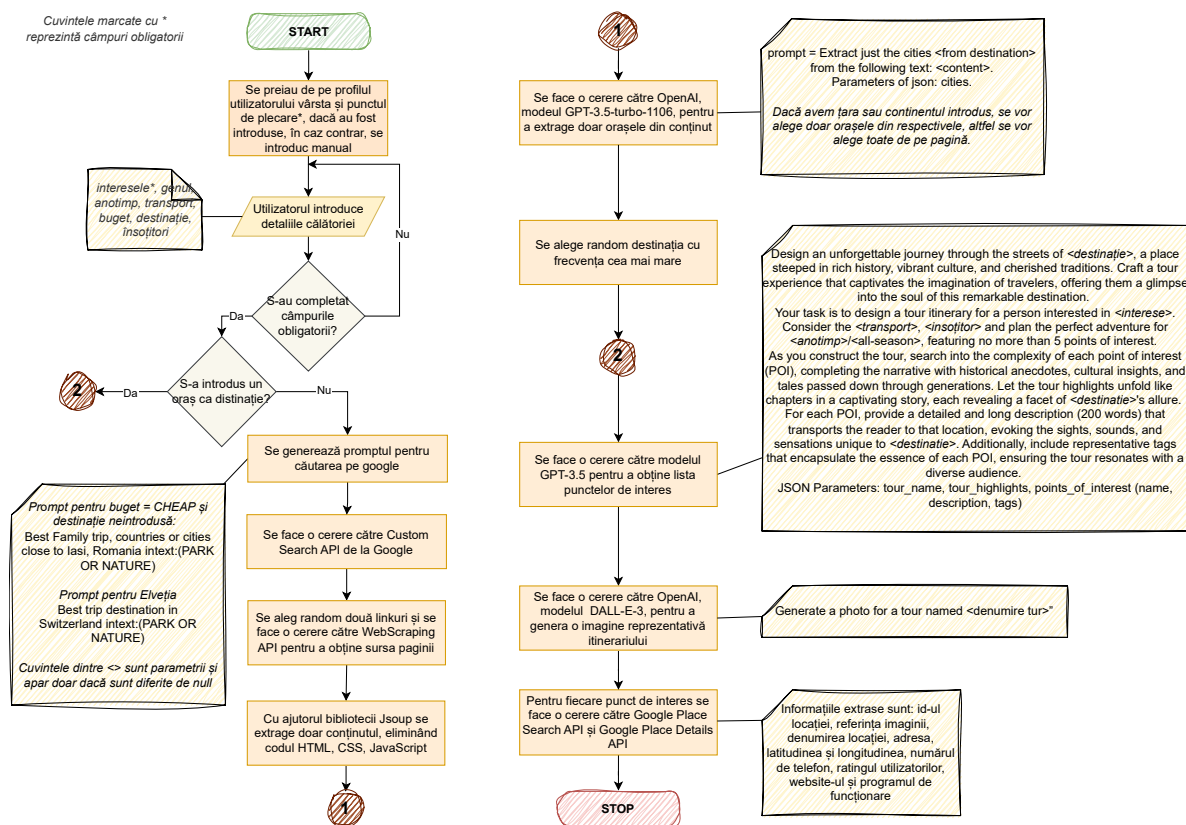 Cuvintele marcate cu *
reprezintă câmpuri obligatorii
START
Se preiau de pe profilul
utilizatorului vârsta și punctul
de plecare*, dacă au fost
introduse, în caz contrar, se
introduc manual
interesele*, genul,
anotimp, transport,
buget, destinație,
însoțitori
Utilizatorul introduce
detaliile călătoriei
Nu
S-au completat
câmpurile
obligatorii?
Da
S-a introdus un
oraș ca distinație?
Da
2
Nu
Se generează promptul pentru
căutarea pe google
Prompt pentru buget = CHEAP și
destinație neintrodusă:
Best Family trip, countries or cities
close to Iasi, Romania intext:(PARK
OR NATURE)
Prompt pentru Elveția
Best trip destination in
Switzerland intext:(PARK OR
NATURE)
Cuvintele dintre <> sunt parametrii și
apar doar dacă sunt diferite de null
Se face o cerere către Custom
Search API de la Google
Se aleg random două linkuri și se
face o cerere către WebScraping
API pentru a obține sursa paginii
Cu ajutorul bibliotecii Jsoup se
extrage doar conținutul, eliminând
codul HTML, CSS, JavaScript
1
1
Se face o cerere către OpenAI,
modeul GPT-3.5-turbo-1106, pentru
a extrage doar orașele din conținut
prompt = Extract just the cities <from destination>
from the following text: <content>.
Parameters of json: cities.
Dacă avem țara sau continentul introdus, se vor
alege doar orașele din respectivele, altfel se vor
alege toate de pe pagină.
Se alege random destinația cu
frecvența cea mai mare
2
Se face o cerere către modelul
GPT-3.5 pentru a obține lista
punctelor de interes
Design an unforgettable journey through the streets of <destinație>, a place
steeped in rich history, vibrant culture, and cherished traditions. Craft a tour
experience that captivates the imagination of travelers, offering them a glimpse
into the soul of this remarkable destination.
Your task is to design a tour itinerary for a person interested in <interese>.
Consider the <transport>, <insoțitor> and plan the perfect adventure for
<anotimp>/<all-season>, featuring no more than 5 points of interest.
As you construct the tour, search into the complexity of each point of interest
(POI), completing the narrative with historical anecdotes, cultural insights, and
tales passed down through generations. Let the tour highlights unfold like
chapters in a captivating story, each revealing a facet of <destinatie>'s allure.
For each POI, provide a detailed and long description (200 words) that
transports the reader to that location, evoking the sights, sounds, and
sensations unique to <destinatie>. Additionally, include representative tags
that encapsulate the essence of each POI, ensuring the tour resonates with a
diverse audience.
JSON Parameters: tour_name, tour_highlights, points_of_interest (name,
description, tags)
Se face o cerere către OpenAI,
modelul DALL-E-3, pentru a
genera o imagine reprezentativă
itinerariului
Generate a photo for a tour named <denumire tur>”
Pentru fiecare punct de interes se
face o cerere către Google Place
Search API și Google Place Details
API
Informațiile extrase sunt: id-ul
locației, referința imaginii,
denumirea locației, adresa,
latitudinea și longitudinea, numărul
de telefon, ratingul utilizatorilor,
website-ul și programul de
funcționare
STOP